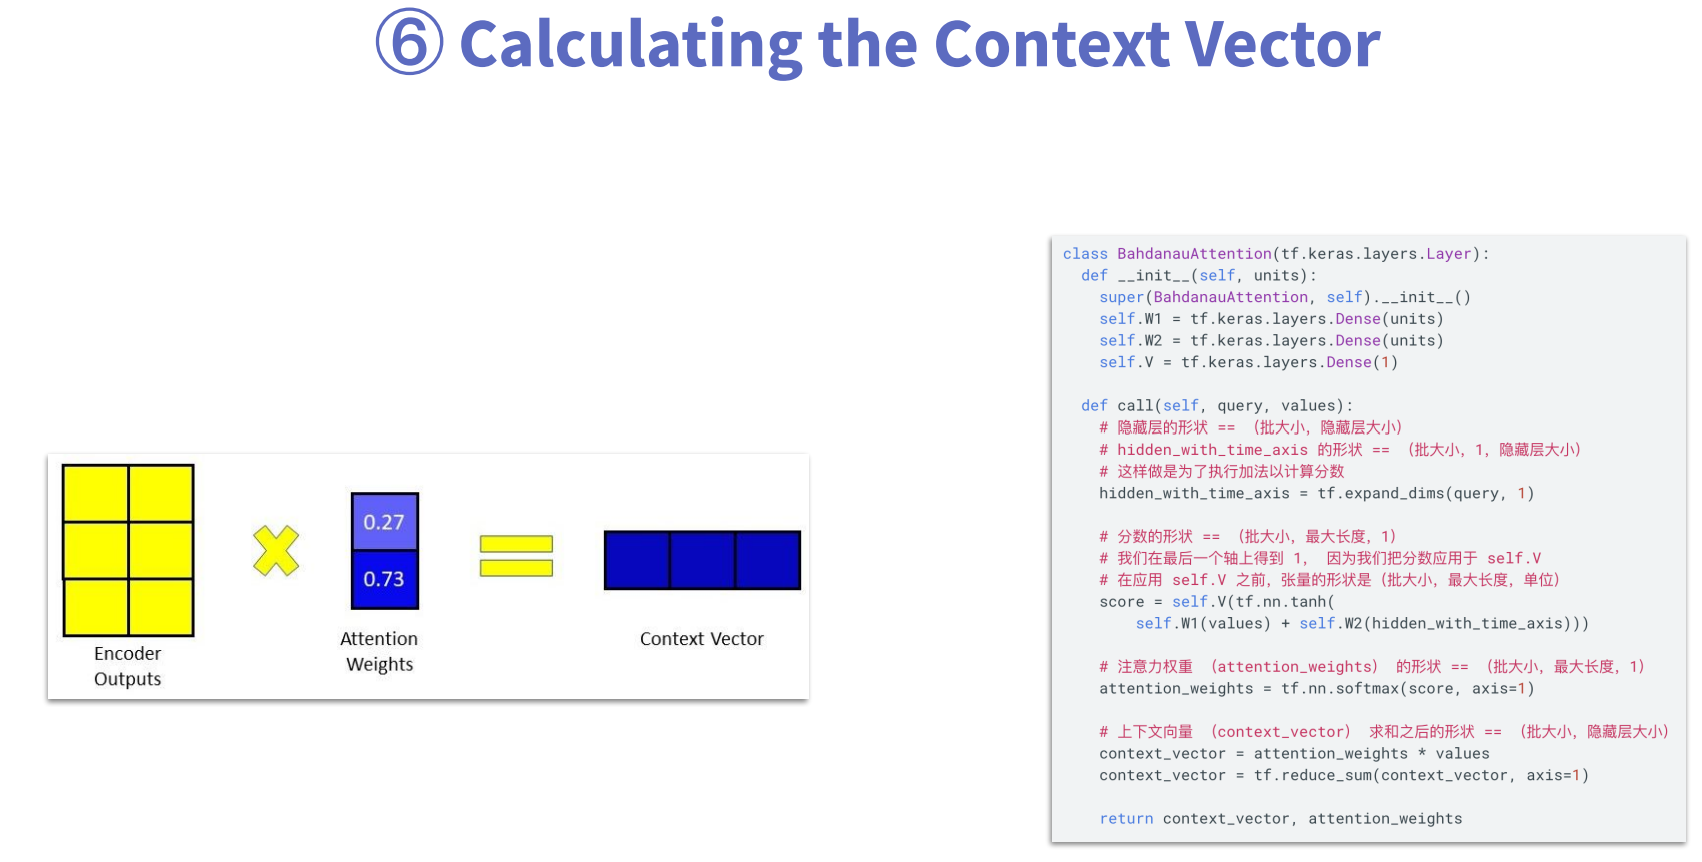 ⑥ Calculating the Context Vector
0.27
0.73
Encoder
Outputs
Attention
Weights
Context Vector
class BahdanauAttention(tf.keras.layers.Layer):
  def __init__(self, units):
    super(BahdanauAttention, self).__init__()
    self.W1 = tf.keras.layers.Dense(units)
    self.W2 = tf.keras.layers.Dense(units)
    self.V = tf.keras.layers.Dense(1)
  def call(self, query, values):
    # 隐藏层的形状 == （批大小，隐藏层大小）
    # hidden_with_time_axis 的形状 == （批大小，1，隐藏层大小）
    # 这样做是为了执行加法以计算分数
    hidden_with_time_axis = tf.expand_dims(query, 1)
    # 分数的形状 == （批大小，最大长度，1）
    # 我们在最后一个轴上得到 1， 因为我们把分数应用于 self.V
    # 在应用 self.V 之前，张量的形状是（批大小，最大长度，单位）
    score = self.V(tf.nn.tanh(
        self.W1(values) + self.W2(hidden_with_time_axis)))
    # 注意力权重 （attention_weights） 的形状 == （批大小，最大长度，1）
    attention_weights = tf.nn.softmax(score, axis=1)
    # 上下文向量 （context_vector） 求和之后的形状 == （批大小，隐藏层大小）
    context_vector = attention_weights * values
    context_vector = tf.reduce_sum(context_vector, axis=1)
    return context_vector, attention_weights